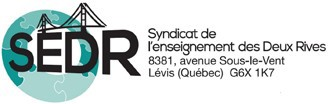 SEDR
Syndicat de
l'enseignement des Deux Rives
8381, avenue Sous-le-Vent
Lévis (Québec)  G6X 1K7